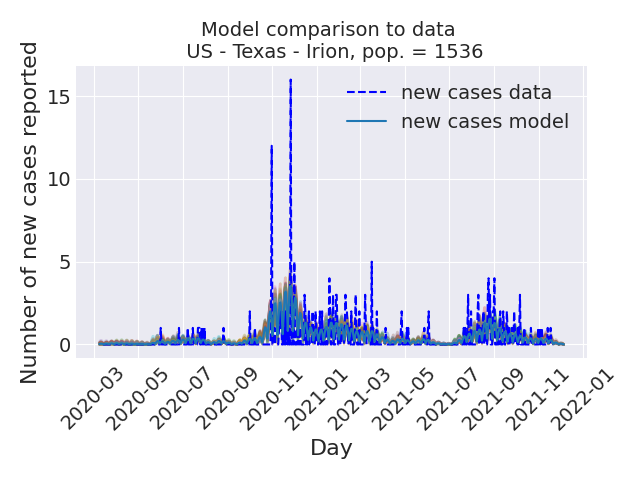 Model comparison to data
US - Texas - Irion, pop. = 1536
Number of new cases reported
15
10
5
0
new cases data
new cases model
2020-03
2020-05
2020-07
2020-09
2020-11
2021-01
2021-03
2021-05
2021-07
2021-09
2021-11
2022-01
Day